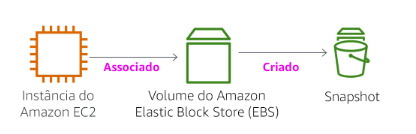 Associado
Criado
Instância do
Amazon EC2
Volume do Amazon
Elastic Block Store (EBS)
Snapshot